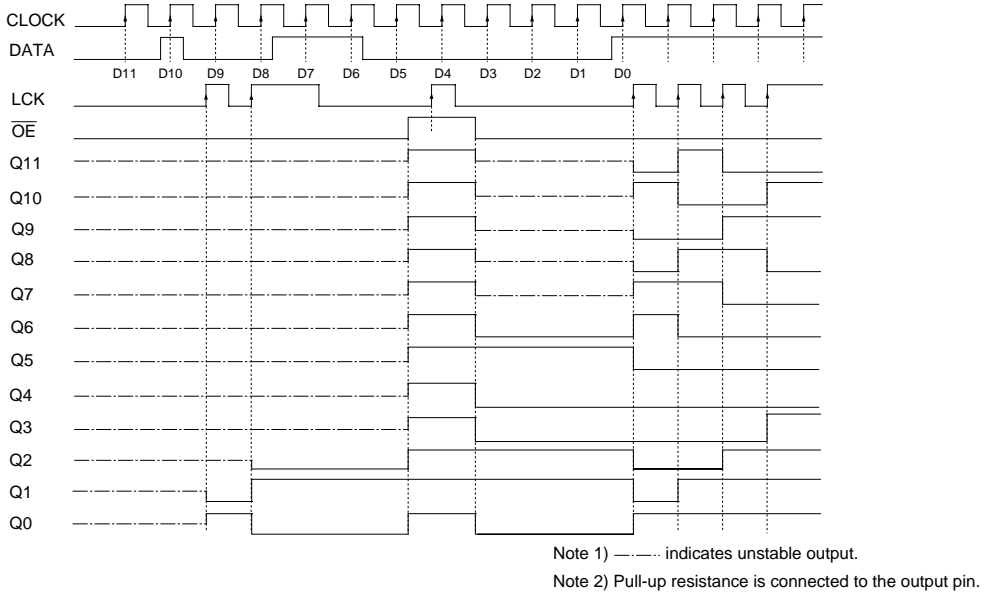 CLOCK
DATA
D11 D10 D9 D8 D7 D6 D5 D4 D3 D2 D1 D0
LCK
OE
Q11
Q10
Q9
Q8
Q7
Q6
Q5
Q4
Q3
Q2
Q1
Q0
Note 1) —·—·· indicates unstable output.
Note 2) Pull-up resistance is connected to the output pin.